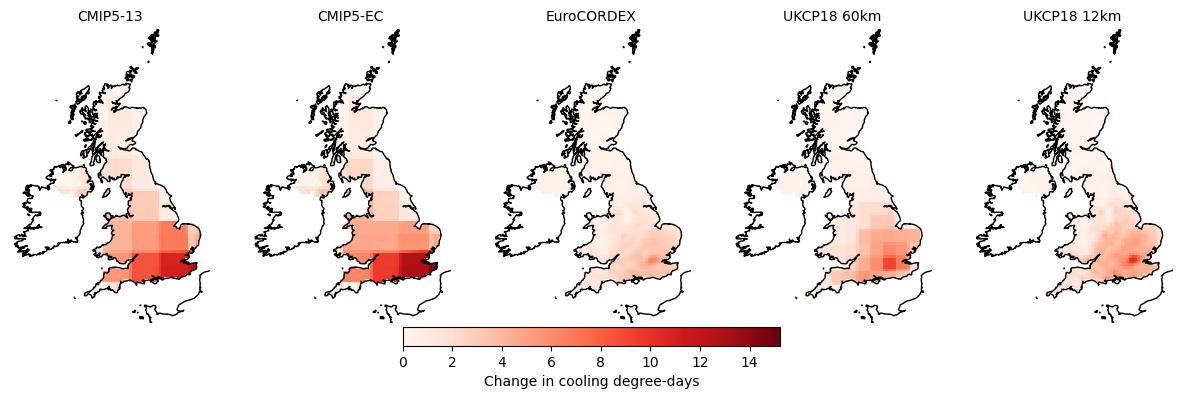 CMIP5-13 CMIP5-EC EuroCORDEX UKCP18 60km UKCP18 12km
0 2 4 6 8 10 12 14
Change in cooling degree-days